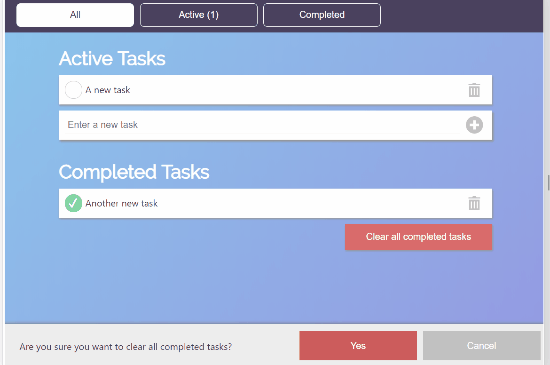 All
Active (1)
Completed
Active Tasks
A new task
Enter a new task
Completed Tasks
Another new task
Clear all completed tasks
Are you sure you want to clear all completed tasks?
Yes
Cancel